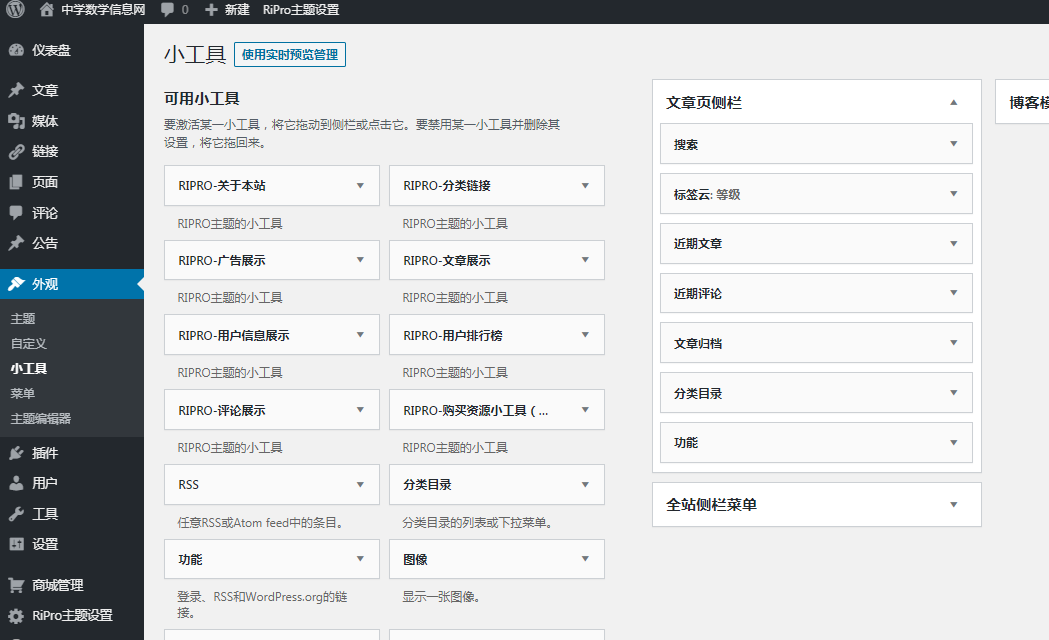 中学数学信息网 0 新建 RiPro主题设置
仪表盘
文章
媒体
链接
页面
评论
公告
外观
主题
自定义
小工具
菜单
主题编辑器
插件
用户
工具
设置
商城管理
RiPro主题设置
小工具 使用实时预览管理
可用小工具
要激活某一小工具，将它拖动到侧栏或点击它。要禁用某一小工具并删除其
设置，将它拖回来。
RIPRO-关于本站 RIPRO-分类链接
RIPRO主题的小工具 RIPRO主题的小工具
RIPRO-广告展示 RIPRO-文章展示
RIPRO主题的小工具 RIPRO主题的小工具
RIPRO-用户信息展示 RIPRO-用户排行榜
RIPRO主题的小工具 RIPRO主题的小工具
RIPRO-评论展示 RIPRO-购买资源小工具（...
RIPRO主题的小工具 RIPRO主题的小工具
RSS 分类目录
任意RSS或Atom feed中的条目。 分类目录的列表或下拉菜单。
功能 图像
登录、RSS和WordPress.org的链 显示一张图像。
接。
文章页侧栏
搜索
标签云: 等级
近期文章
近期评论
文章归档
分类目录
功能
全站侧栏菜单
博客